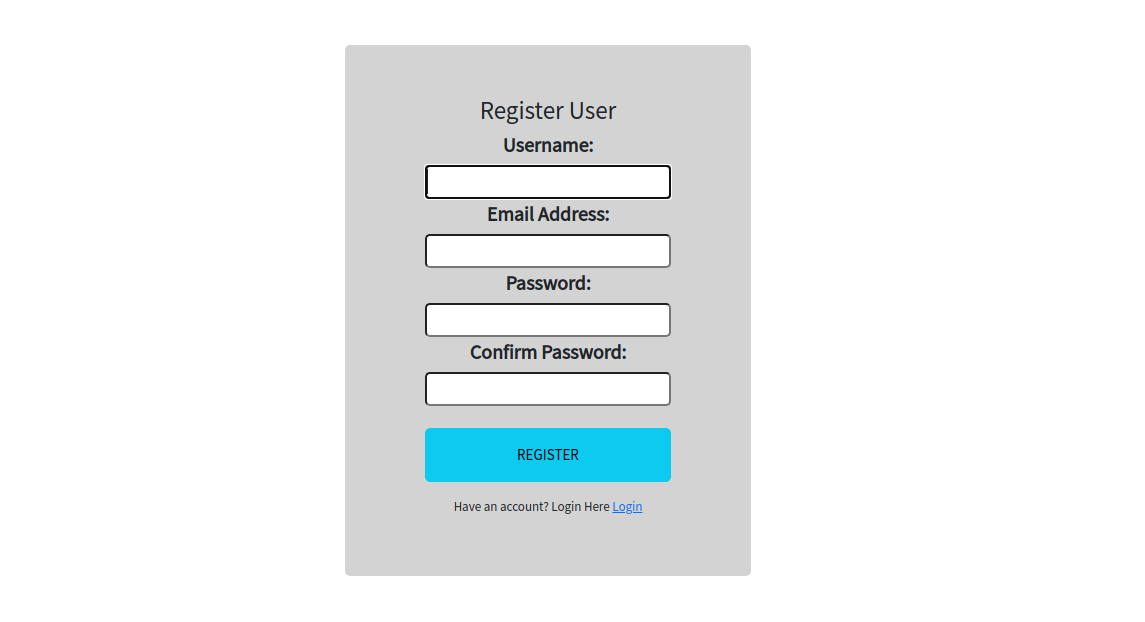 Register User
Username:
Email Address:
Password:
Confirm Password:
REGISTER
Have an account? Login Here Login